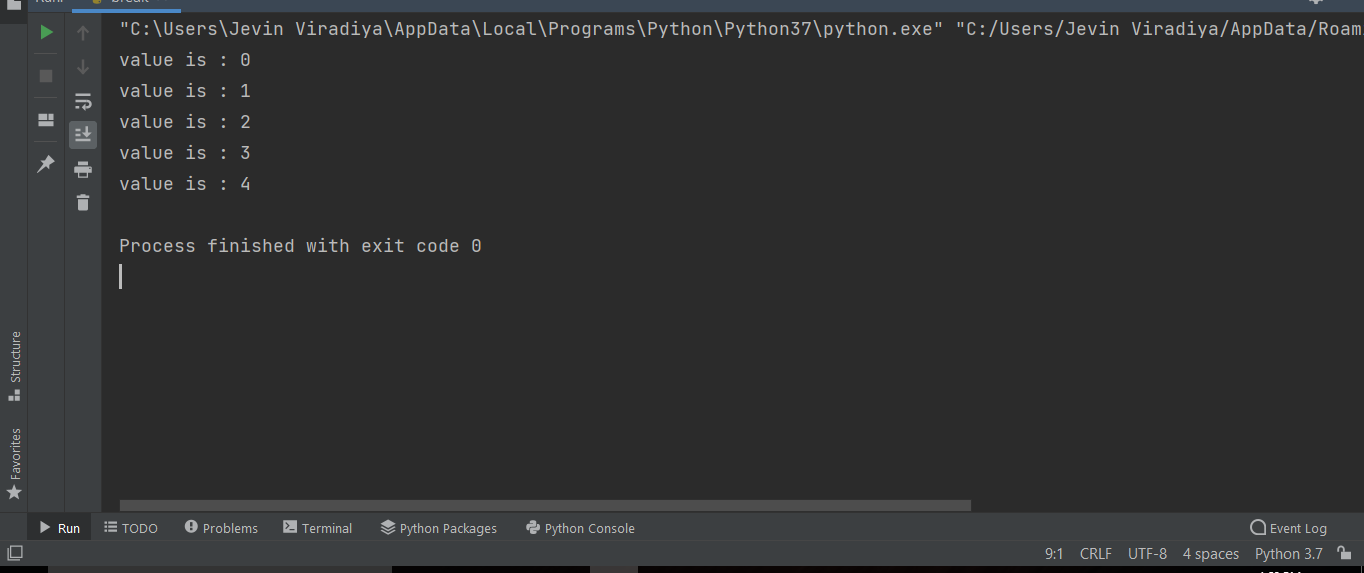 "C:\Users\Jevin Viradiya\AppData\Local\Programs\Python\Python37\python.exe" "C:/Users/Jevin Viradiya/AppData/Roam
value is : 0
value is : 1
value is : 2
value is : 3
value is : 4
Process finished with exit code 0
Structure
Favorites
Run TODO Problems Terminal Python Packages Python Console Event Log
9:1 CRLF UTF-8 4 spaces Python 3.7